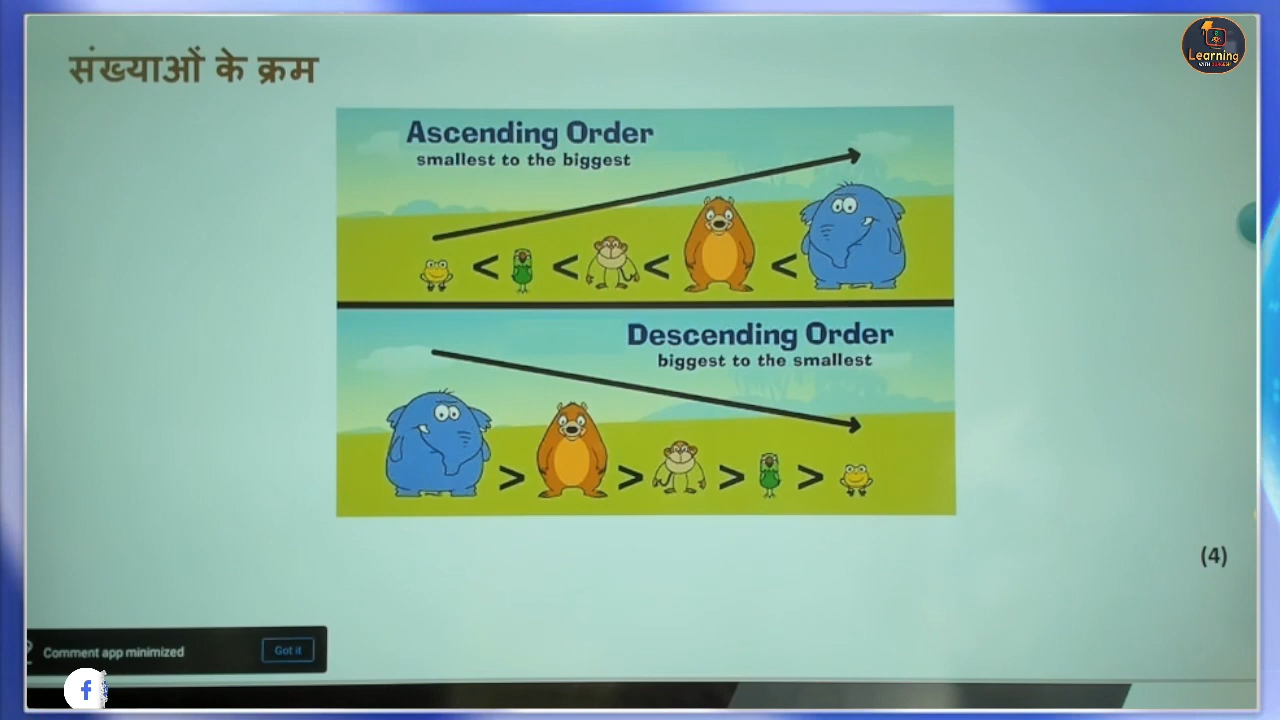 संख्याओं के क्रम
Learning
Ascending Order
smallest to the biggest
< < < <
Descending Order
biggest to the smallest
> > > >
(4)
Comment app minimized
Got it
f